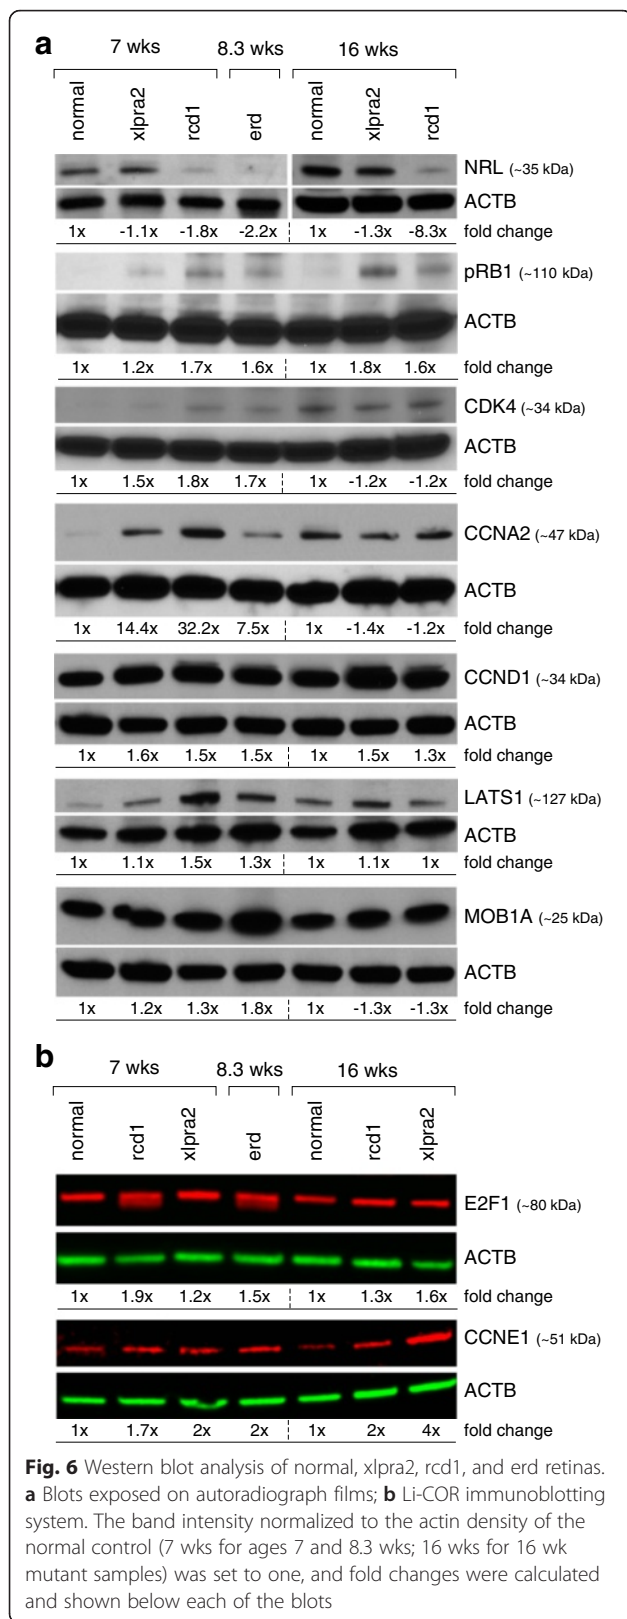 a
7 wks 8.3 wks 16 wks
normal xlpra2 rcd1 erd normal xlpra2 rcd1
NRL (~35 kDa)
ACTB
1x -1.1x -1.8x -2.2x 1x -1.3x -8.3x fold change
pRB1 (~110 kDa)
ACTB
1x 1.2x 1.7x 1.6x 1x 1.8x 1.6x fold change
CDK4 (~34 kDa)
ACTB
1x 1.5x 1.8x 1.7x 1x -1.2x -1.2x fold change
CCNA2 (~47 kDa)
ACTB
1x 14.4x 32.2x 7.5x 1x -1.4x -1.2x fold change
CCND1 (~34 kDa)
ACTB
1x 1.6x 1.5x 1.5x 1x 1.5x 1.3x fold change
LATS1 (~127 kDa)
ACTB
1x 1.1x 1.5x 1.3x 1x 1.1x 1x fold change
MOB1A (~25 kDa)
ACTB
1x 1.2x 1.3x 1.8x 1x -1.3x -1.3x fold change
b
7 wks 8.3 wks 16 wks
normal rcd1 xlpra2 erd normal rcd1 xlpra2
E2F1 (~80 kDa)
ACTB
1x 1.9x 1.2x 1.5x 1x 1.3x 1.6x fold change
CCNE1 (~51 kDa)
ACTB
1x 1.7x 2x 2x 1x 2x 4x fold change
Fig. 6 Western blot analysis of normal, xlpra2, rcd1, and erd retinas.
a Blots exposed on autoradiograph films; b Li-COR immunoblotting
system. The band intensity normalized to the actin density of the
normal control (7 wks for ages 7 and 8.3 wks; 16 wks for 16 wk
mutant samples) was set to one, and fold changes were calculated
and shown below each of the blots